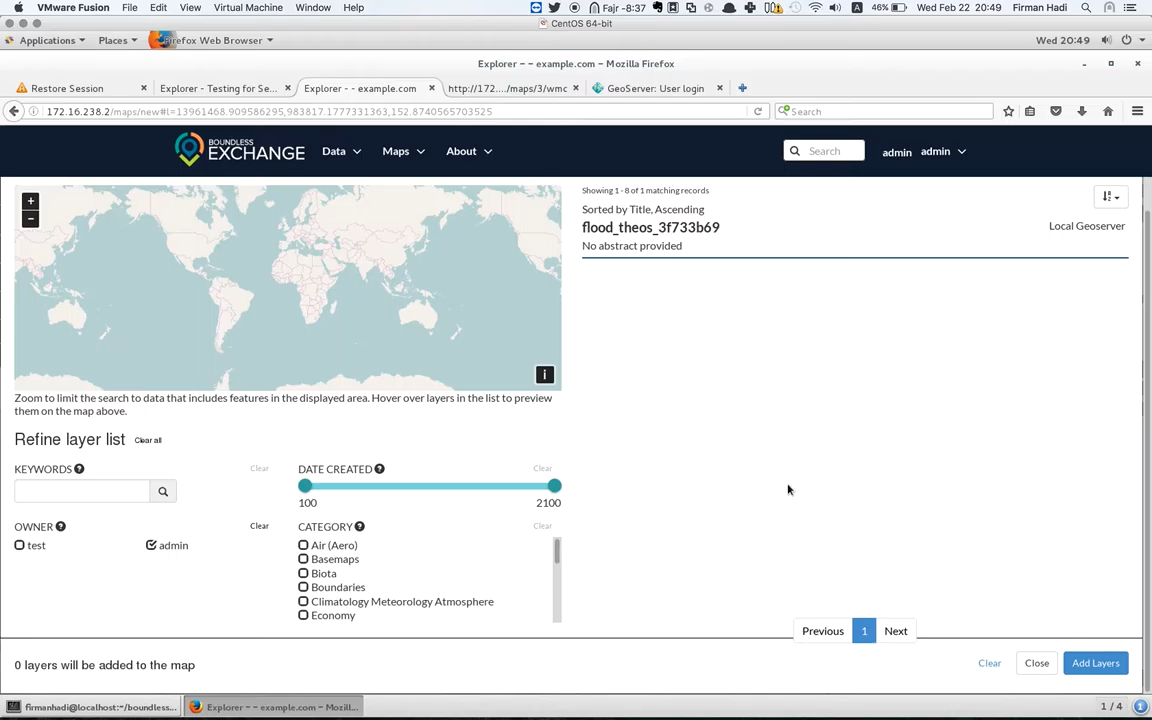 VMware Fusion File Edit View Virtual Machine Window Help Fajr -8:37 46% Wed Feb 22 20:49 Firman Hadi
CentOS 64-bit
Applications Places Firefox Web Browser Wed 20:49
Explorer - - example.com - Mozilla Firefox
Restore Session Explorer - Testing for Se... Explorer - - example.com http://172..../maps/3/wmc GeoServer: User login
172.16.238.2/maps/new#l=13961468.909586295,983817.1777331363,152.8740565703525 Search
BOUNDLESS
EXCHANGE
Data Maps About Search admin admin
+
-
i
Showing 1 - 8 of 1 matching records
Sorted by Title, Ascending
flood_theos_3f733b69 Local Geoserver
No abstract provided
Zoom to limit the search to data that includes features in the displayed area. Hover over layers in the list to preview
them on the map above.
Refine layer list Clear all
KEYWORDS ? Clear
DATE CREATED ? Clear
100 2100
OWNER ? Clear
test admin
CATEGORY ? Clear
Air (Aero)
Basemaps
Biota
Boundaries
Climatology Meteorology Atmosphere
Economy
Previous 1 Next
0 layers will be added to the map Clear Close Add Layers
firmanhadi@localhost:~/boundless... Explorer - - example.com - Mozill... 1 / 4 1